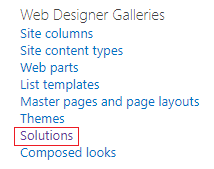 Web Designer Galleries
Site columns
Site content types
Web parts
List templates
Master pages and page layouts
Themes
Solutions
Composed looks